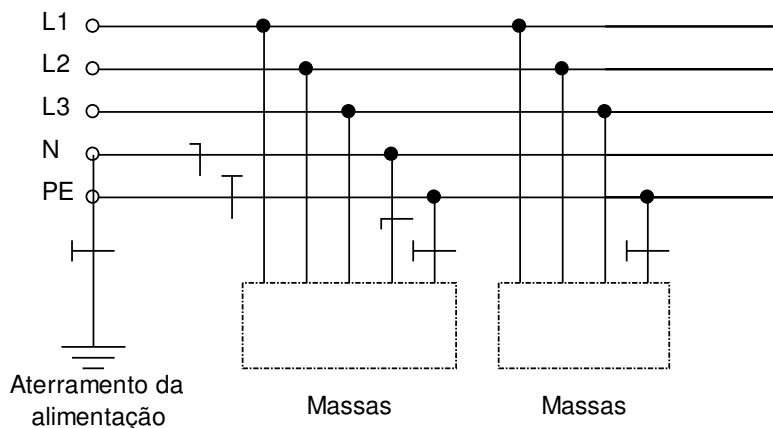 L1
L2
L3
N
PE
Aterramento da
alimentação
Massas
Massas